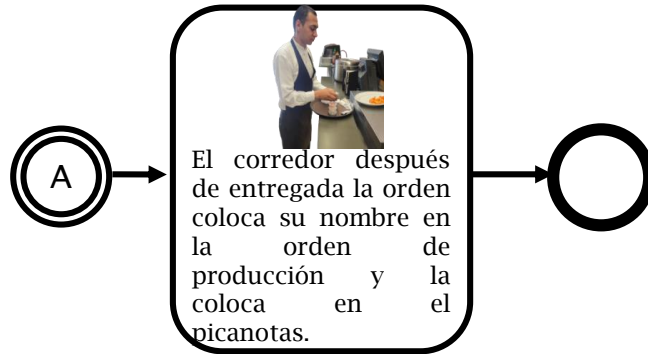 A
El corredor después
de entregada la orden
coloca su nombre en
la orden de
producción y la
coloca en el
picanotas.